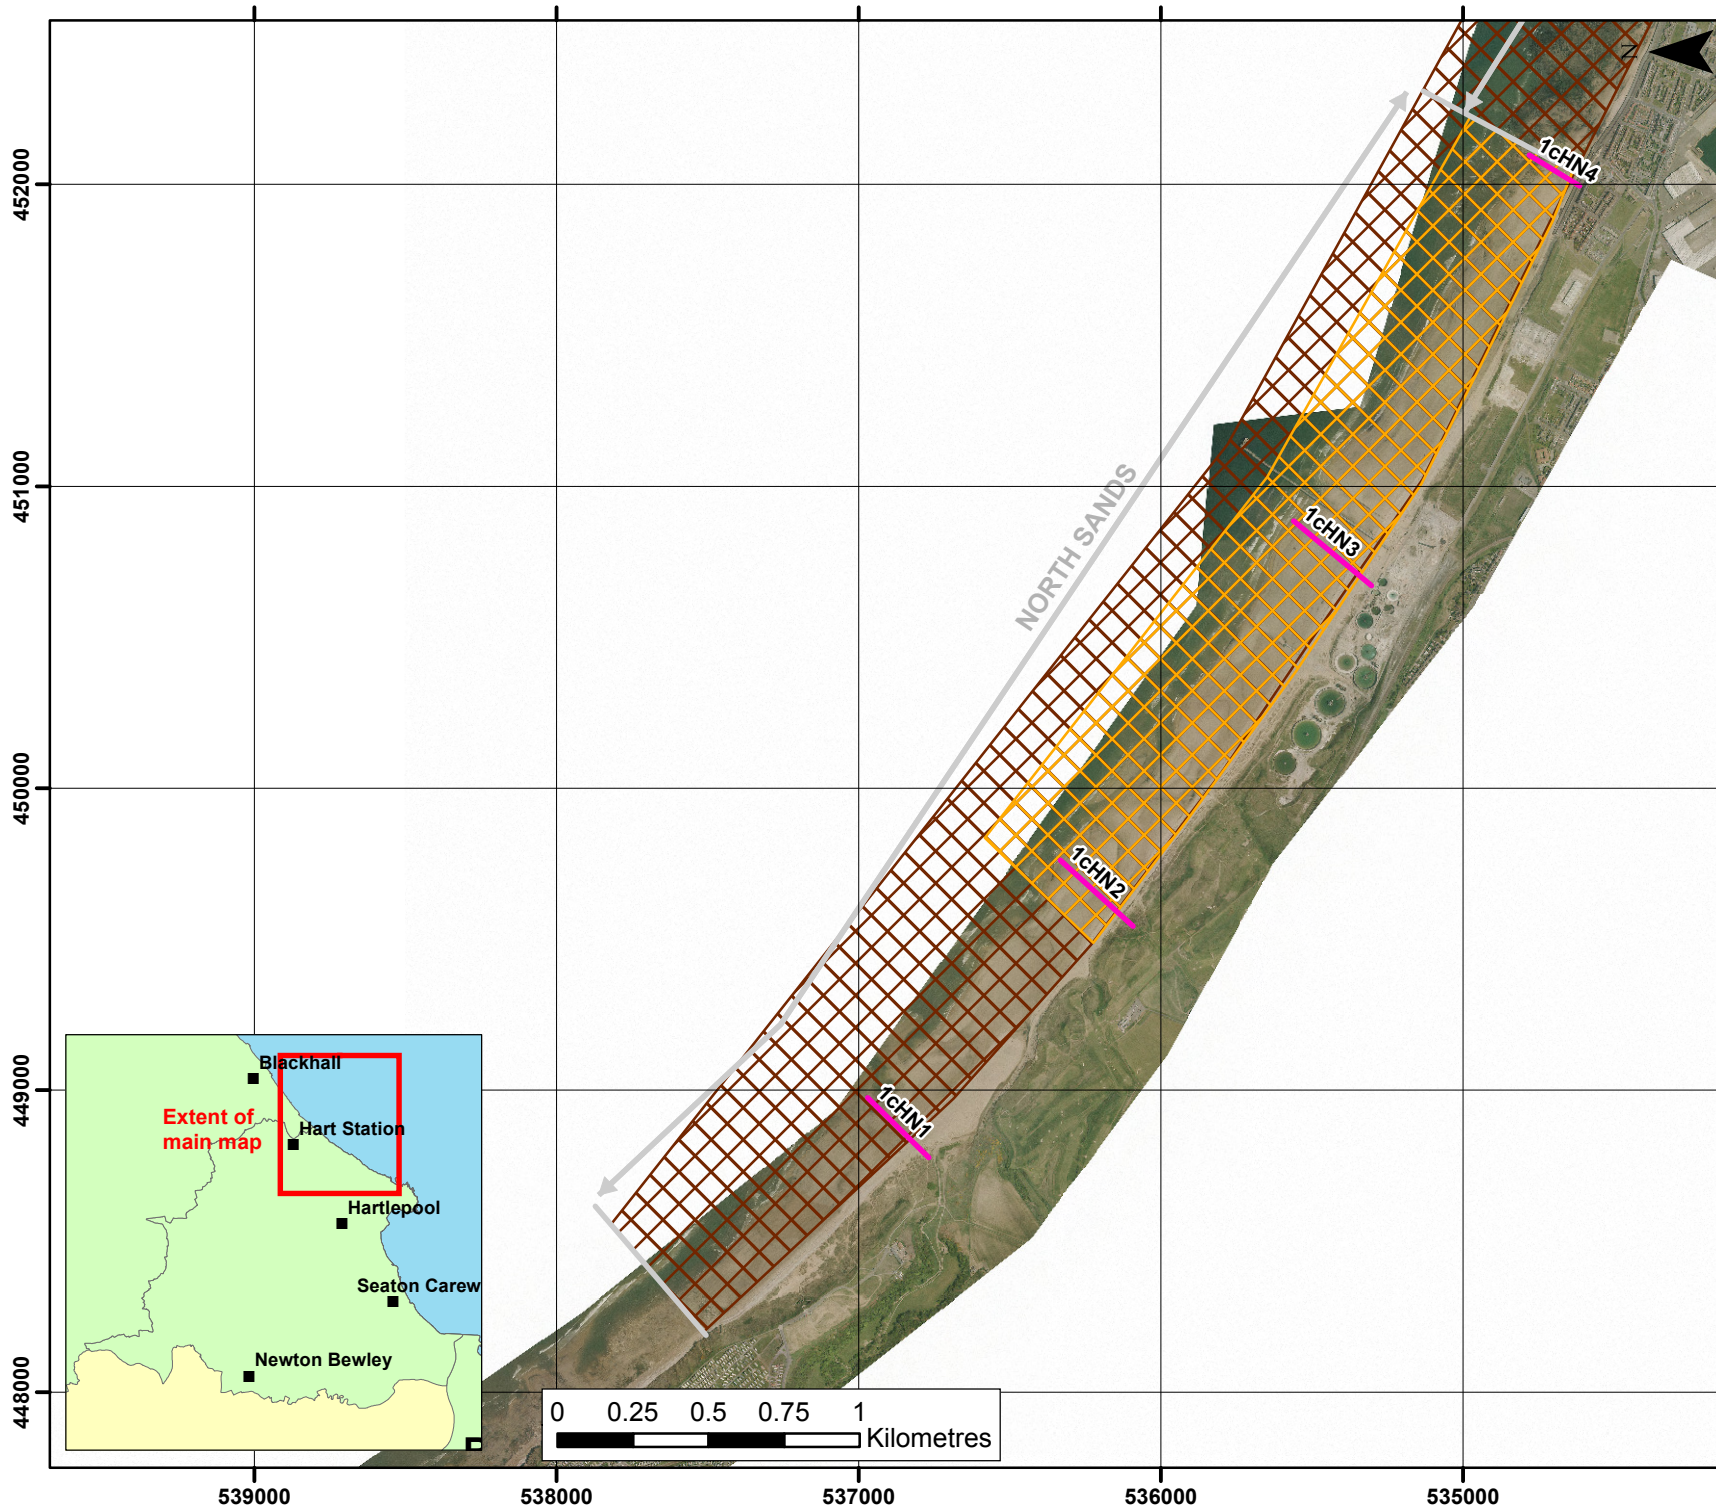 N
452000
451000
450000
449000
448000
1cHN4
1cHN3
NORTH SANDS
1cHN2
1cHN1
Blackhall
Extent of
main map
Hart Station
Hartlepool
Seaton Carew
Newton Bewley
0 0.25 0.5 0.75 1
Kilometres
539000 538000 537000 536000 535000